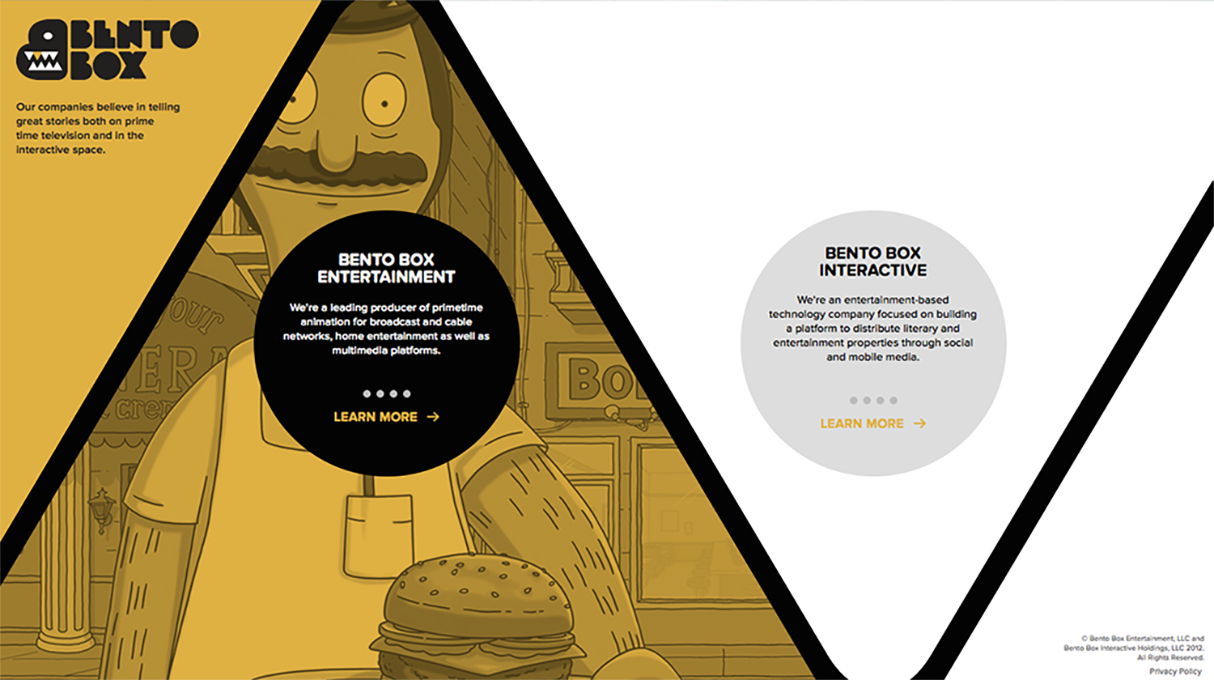 BENTO
BOX
Our companies believe in telling
great stories both on prime
time television and in the
interactive space.
BENTO BOX
ENTERTAINMENT
We're a leading producer of primetime
animation for broadcast and cable
networks, home entertainment as well as
multimedia platforms.
LEARN MORE →
BENTO BOX
INTERACTIVE
We're an entertainment-based
technology company focused on building
a platform to distribute literary and
entertainment properties through social
and mobile media.
LEARN MORE →
© Bento Box Entertainment, LLC and
Bento Box Interactive Holdings, LLC 2012.
All Rights Reserved.
Privacy Policy